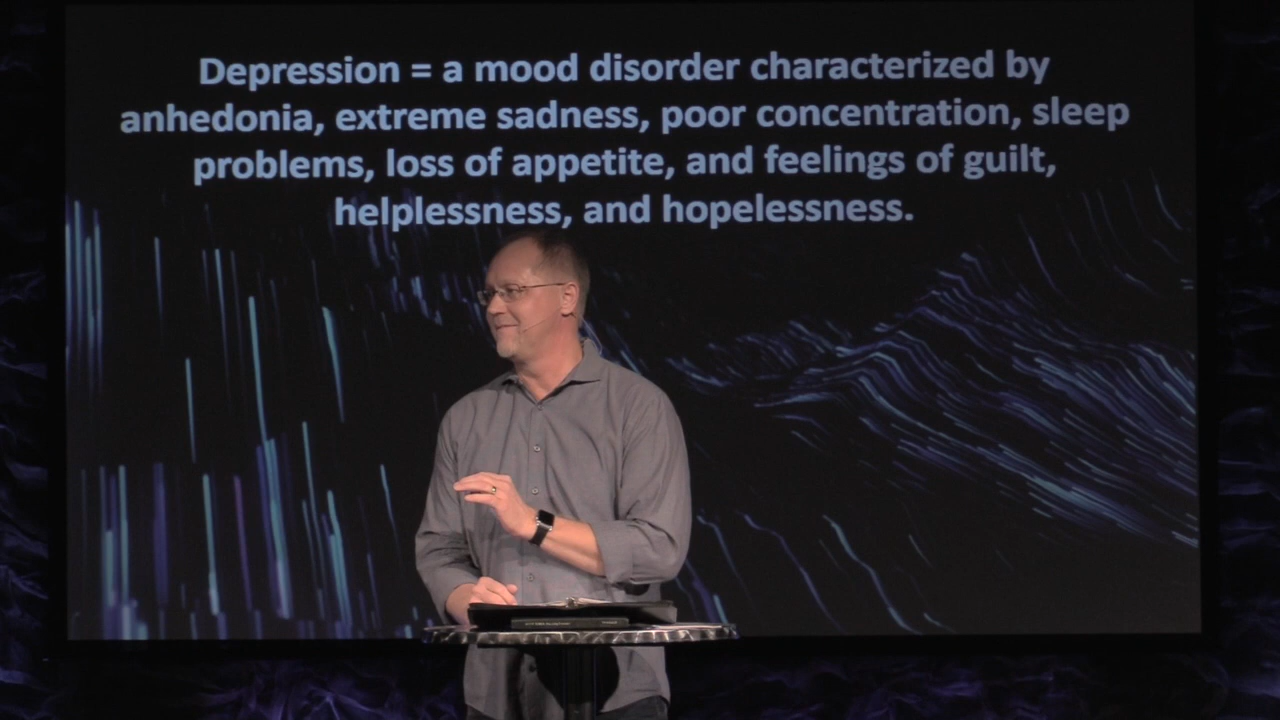 Depression = a mood disorder characterized by
anhedonia, extreme sadness, poor concentration, sleep
problems, loss of appetite, and feelings of guilt,
helplessness, and hopelessness.